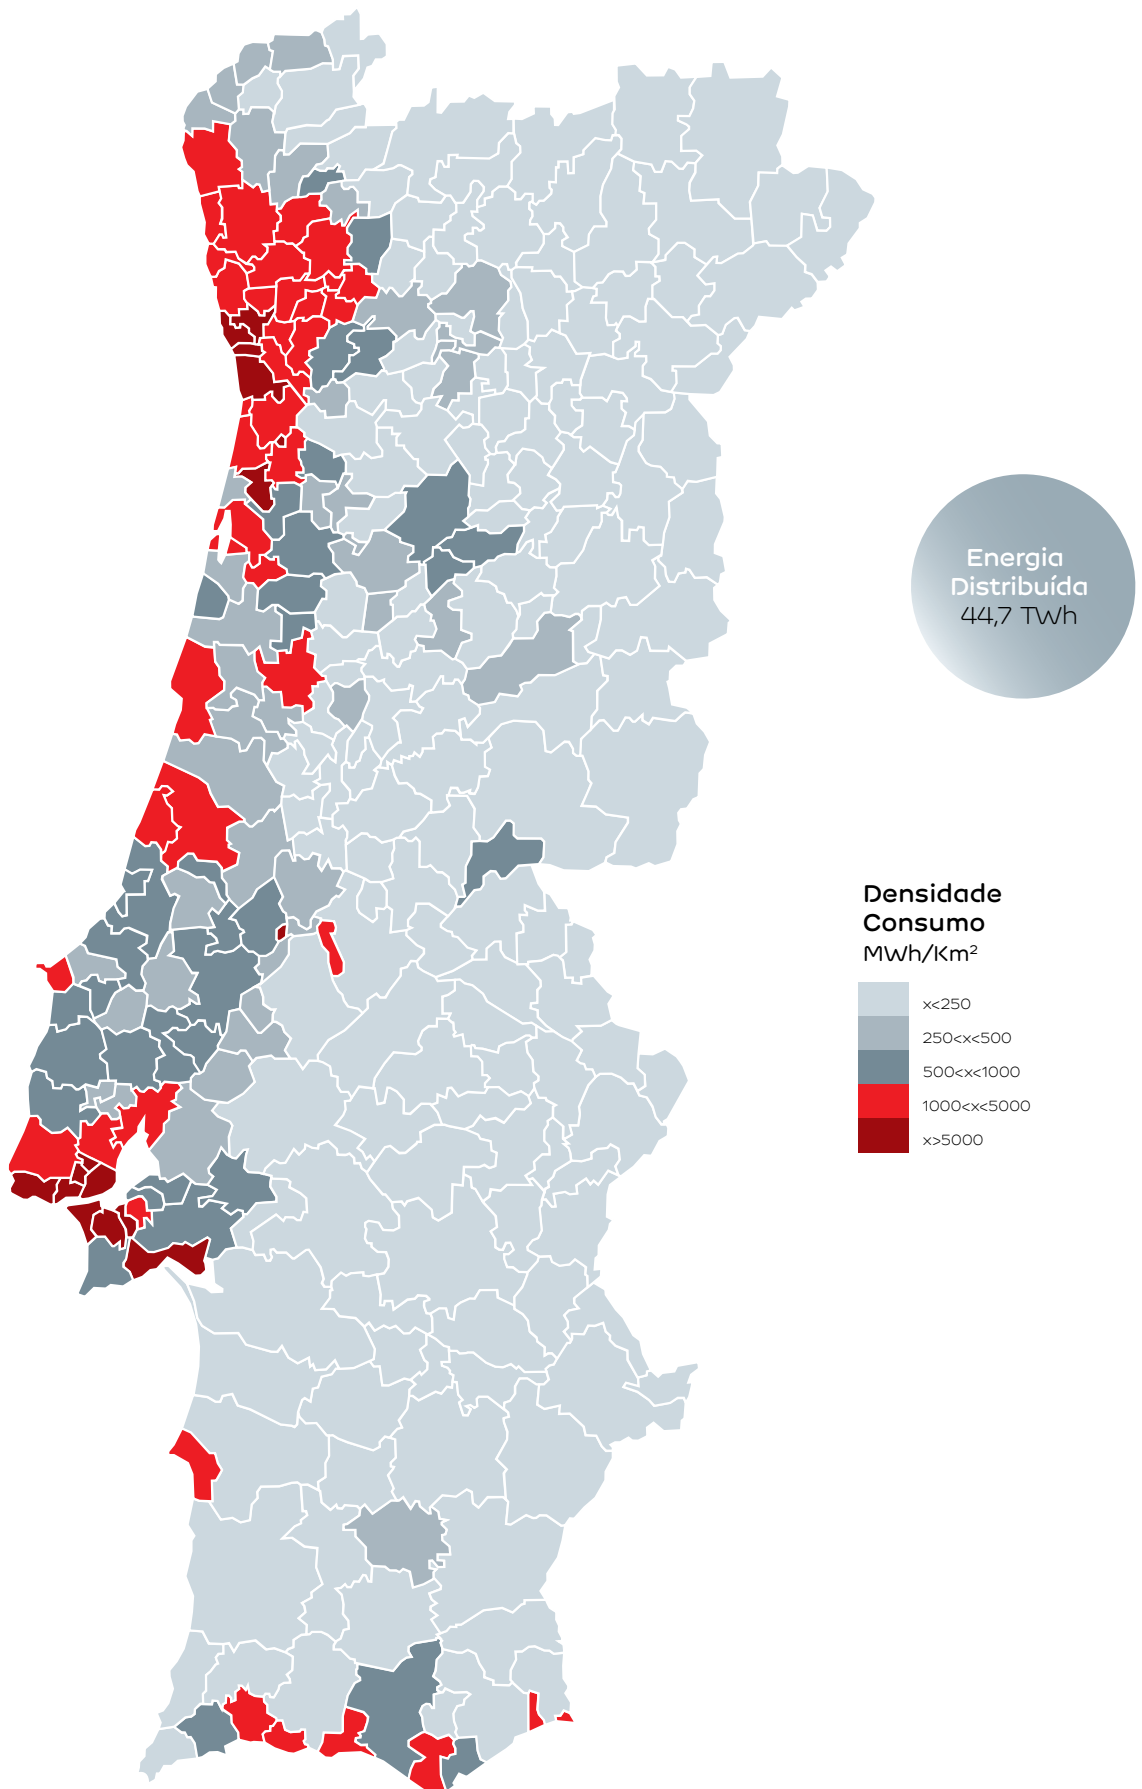 Energia
Distribuída
44,7 TWh
Densidade
Consumo
MWh/Km²
x<250
250<x<500
500<x<1000
1000<x<5000
x>5000